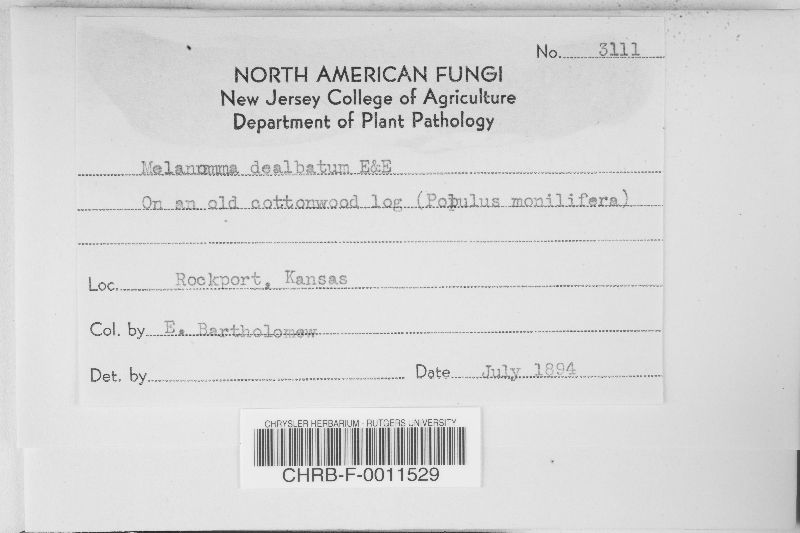 No. 3111
NORTH AMERICAN FUNGI
New Jersey College of Agriculture
Department of Plant Pathology
Melanomma dealbatum E&E
On an old cottonwood log (Populus monilifera)
Loc. Rockport, Kansas
Col. by E. Bartholomew
Det. by
Date July 1894
CHRYSLER HERBARIUM - RUTGERS UNIVERSITY
CHRB-F-0011529